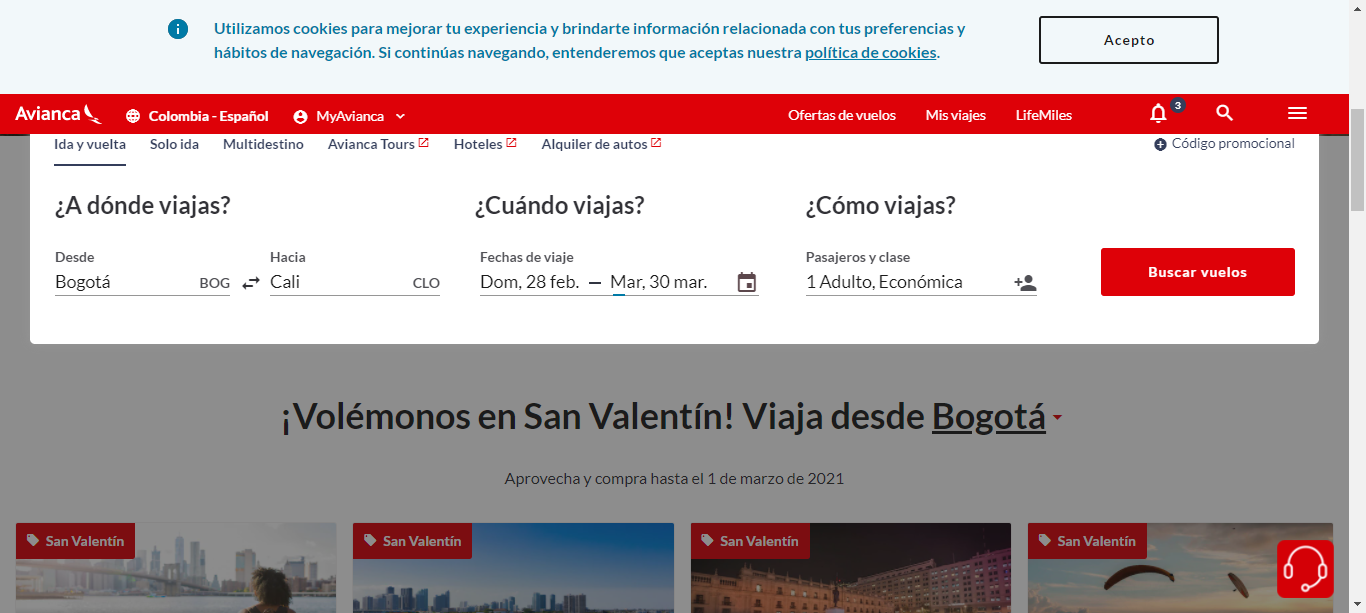 Utilizamos cookies para mejorar tu experiencia y brindarte información relacionada con tus preferencias y
hábitos de navegación. Si continúas navegando, entenderemos que aceptas nuestra política de cookies.
Acepto
Avianca
Colombia - Español
MyAvianca
Ofertas de vuelos
Mis viajes
LifeMiles
3
Ida y vuelta
Solo ida
Multidestino
Avianca Tours
Hoteles
Alquiler de autos
Código promocional
¿A dónde viajas?
¿Cuándo viajas?
¿Cómo viajas?
Desde
Hacia
Fechas de viaje
Pasajeros y clase
Bogotá BOG
Cali CLO
Dom, 28 feb. — Mar, 30 mar.
1 Adulto, Económica
Buscar vuelos
¡Volémonos en San Valentín! Viaja desde Bogotá
Aprovecha y compra hasta el 1 de marzo de 2021
San Valentín
San Valentín
San Valentín
San Valentín